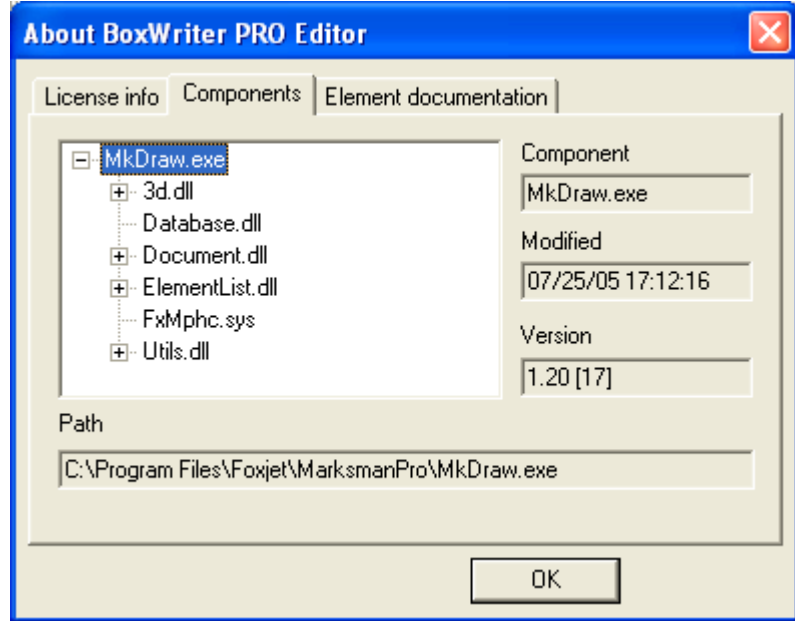 About BoxWriter PRO Editor
License info Components Element documentation
MkDraw.exe
3d.dll
Database.dll
Document.dll
ElementList.dll
FxMphc.sys
Utils.dll
Component
MkDraw.exe
Modified
07/25/05 17:12:16
Version
1.20 [17]
Path
C:\Program Files\Foxjet\MarksmanPro\MkDraw.exe
OK